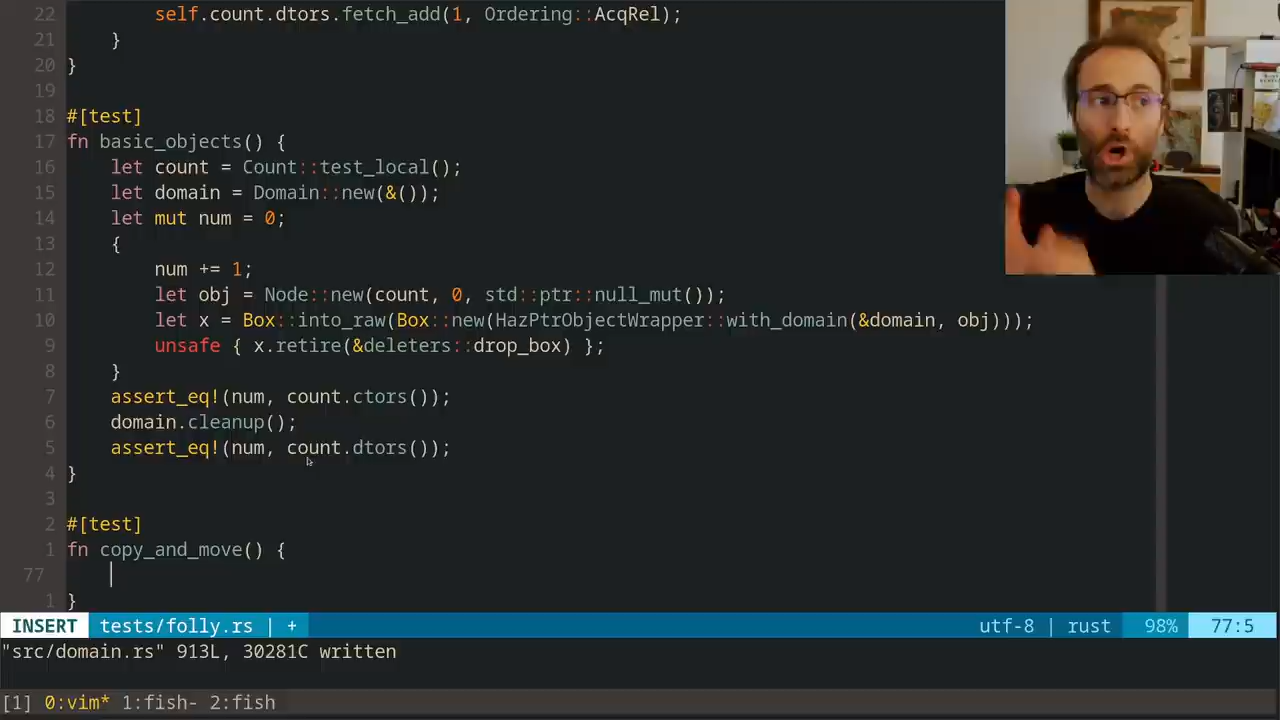 22         self.count.dtors.fetch_add(1, Ordering::AcqRel);
21     }
20 }
19
18 #[test]
17 fn basic_objects() {
16     let count = Count::test_local();
15     let domain = Domain::new(&());
14     let mut num = 0;
13     {
12         num += 1;
11         let obj = Node::new(count, 0, std::ptr::null_mut());
10         let x = Box::into_raw(Box::new(HazPtrObjectWrapper::with_domain(&domain, obj)));
9         unsafe { x.retire(&deleters::drop_box) };
8     }
7     assert_eq!(num, count.ctors());
6     domain.cleanup();
5     assert_eq!(num, count.dtors());
4 }
3
2 #[test]
1 fn copy_and_move() {
77
1 }
INSERT tests/folly.rs | + utf-8 | rust 98% 77:5
"src/domain.rs" 913L, 30281C written
[1] 0:vim* 1:fish- 2:fish